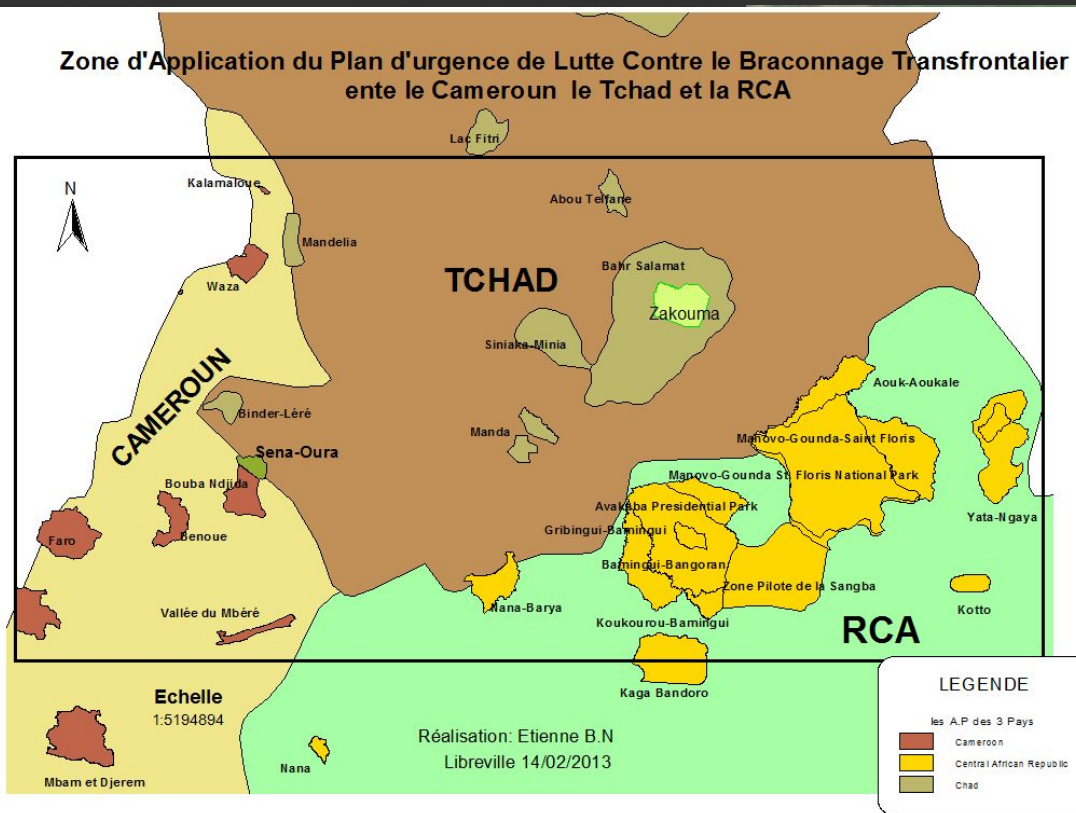 Zone d'Application du Plan d'urgence de Lutte Contre le Braconnage Transfrontalier
ente le Cameroun le Tchad et la RCA
Lac Fitri
N
Kalamaloue
Abou Telfane
Mandelia
Bahr Salamat
Waza
TCHAD
Zakouma
Siniaka-Minia
CAMEROUN
Aouk-Aoukale
Binder-Léré
Manda
Manovo-Gounda-Saint Floris
Sena-Oura
Bouba Ndjida
Manovo-Gounda St. Floris National Park
Avakaba Presidential Park
Yata-Ngaya
Gribingui-Bamingui
Faro
Benoue
Bamingui-Bangoran
Zone Pilote de la Sangba
Nana-Barya
Kotto
Vallée du Mbéré
Koukourou-Bamingui
RCA
Kaga Bandoro
Echelle
1:5194894
Réalisation: Etienne B.N
Libreville 14/02/2013
Nana
Mbam et Djerem
LEGENDE
les A.P des 3 Pays
Cameroon
Central African Republic
Chad